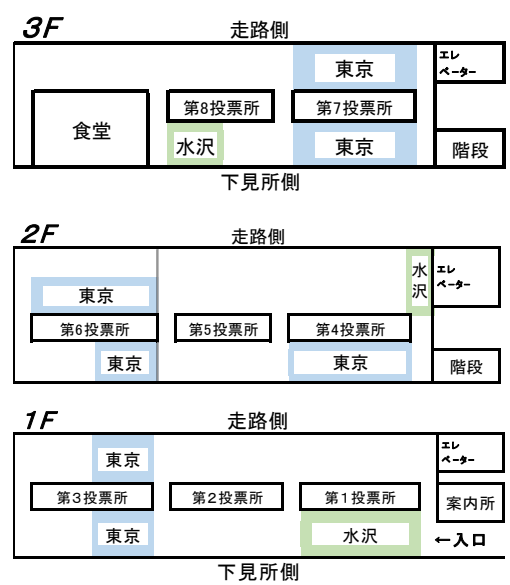 3F
走路側
東京
エレ
ベーター
第8投票所
第7投票所
食堂
水沢
東京
階段
下見所側
2F
走路側
水沢
エレ
ベーター
東京
第6投票所
第5投票所
第4投票所
東京
東京
階段
1F
走路側
エレ
ベーター
東京
第3投票所
第2投票所
第1投票所
案内所
東京
水沢
←入口
下見所側